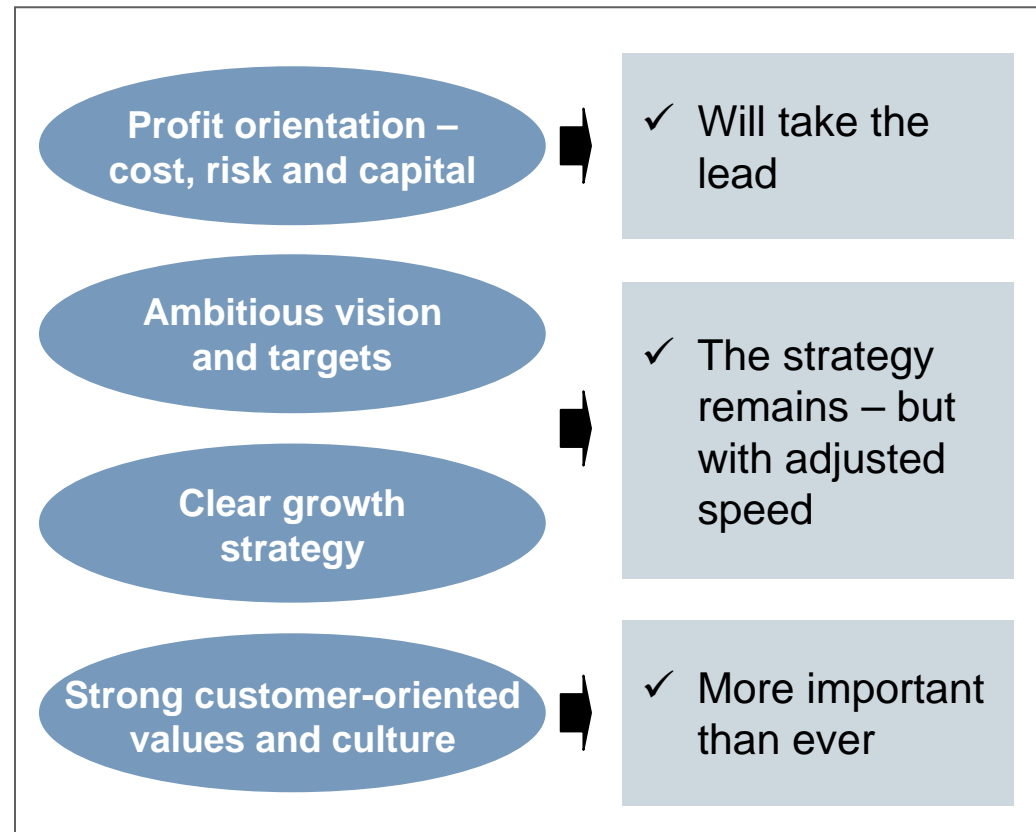 Profit orientation –
cost, risk and capital
✓ Will take the
lead
Ambitious vision
and targets
Clear growth
strategy
✓ The strategy
remains – but
with adjusted
speed
Strong customer-oriented
values and culture
✓ More important
than ever